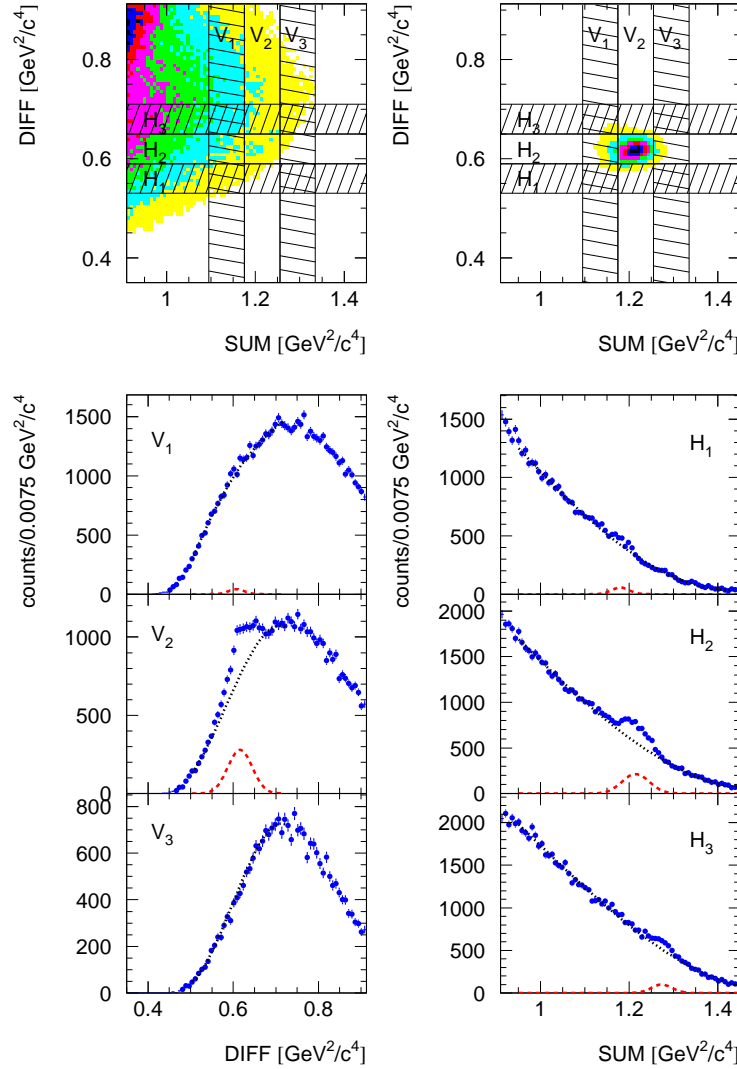 DIFF [GeV²/c⁴]
0.8
0.6
0.4
V₁ V₂ V₃
H₃
H₂
H₁
1 1.2 1.4
SUM [GeV²/c⁴]
DIFF [GeV²/c⁴]
0.8
0.6
0.4
V₁ V₂ V₃
H₃
H₂
H₁
1 1.2 1.4
SUM [GeV²/c⁴]
counts/0.0075 GeV²/c⁴
1500
1000
500
0
V₁
1000
500
0
V₂
800
600
400
200
0
V₃
0.4 0.6 0.8
DIFF [GeV²/c⁴]
counts/0.0075 GeV²/c⁴
1500
1000
500
0
H₁
2000
1500
1000
500
0
H₂
2000
1500
1000
500
0
H₃
1 1.2 1.4
SUM [GeV²/c⁴]